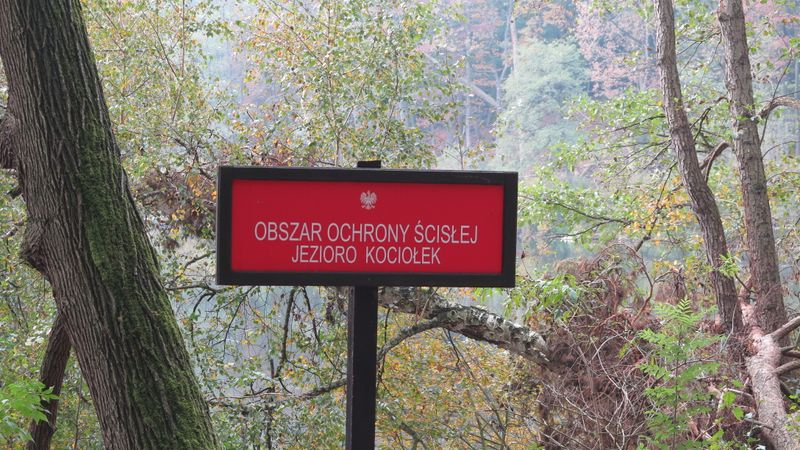 OBSZAR OCHRONY ŚCISŁEJ
JEZIORO KOCIOŁEK